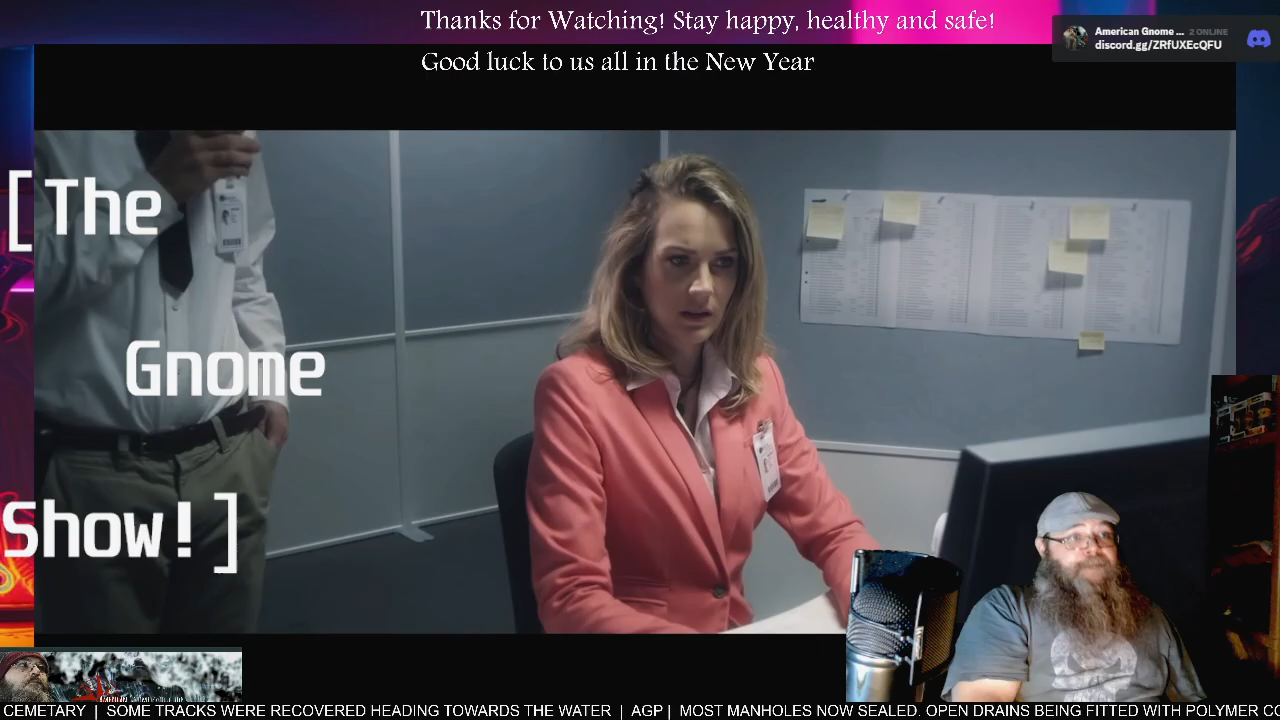 Thanks for Watching! Stay happy, healthy and safe!
Good luck to us all in the New Year
American Gnome ... 2 ONLINE
discord.gg/ZRfUXEcQFU
[ The
Gnome
Show! ]
CEMETARY | SOME TRACKS WERE RECOVERED HEADING TOWARDS THE WATER | AGP | MOST MANHOLES NOW SEALED. OPEN DRAINS BEING FITTED WITH POLYMER CO